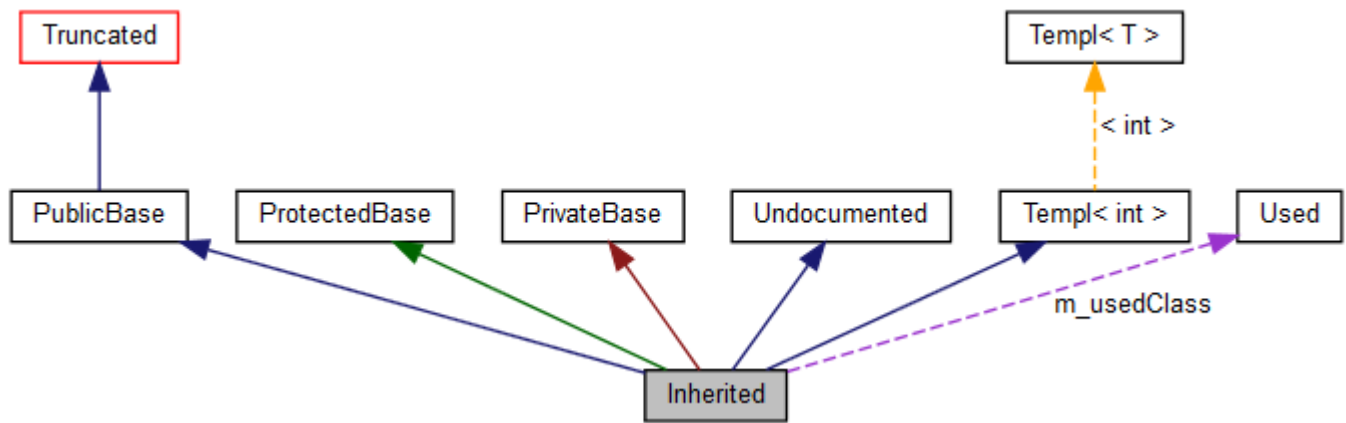 Truncated
Templ< T >
< int >
PublicBase
ProtectedBase
PrivateBase
Undocumented
Templ< int >
Used
m_usedClass
Inherited